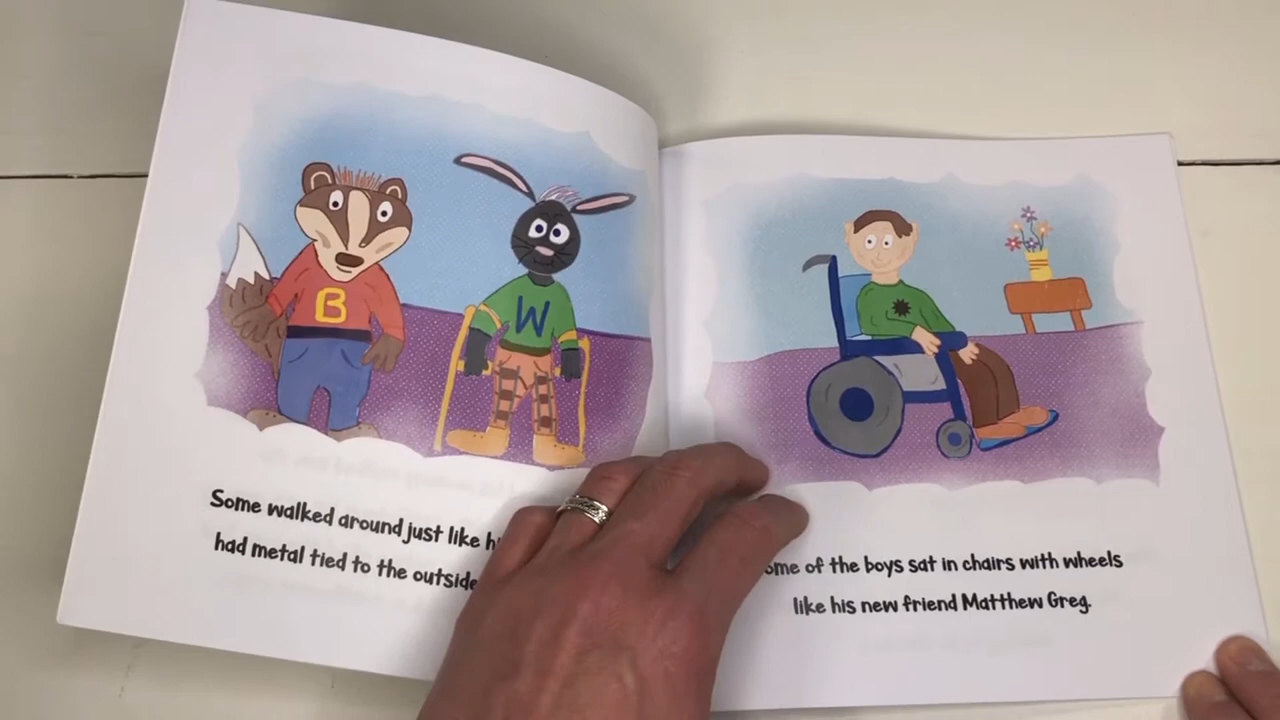 B
W
Some walked around just like
had metal tied to the outside
of the boys sat in chairs with wheels
like his new friend Matthew Greg.